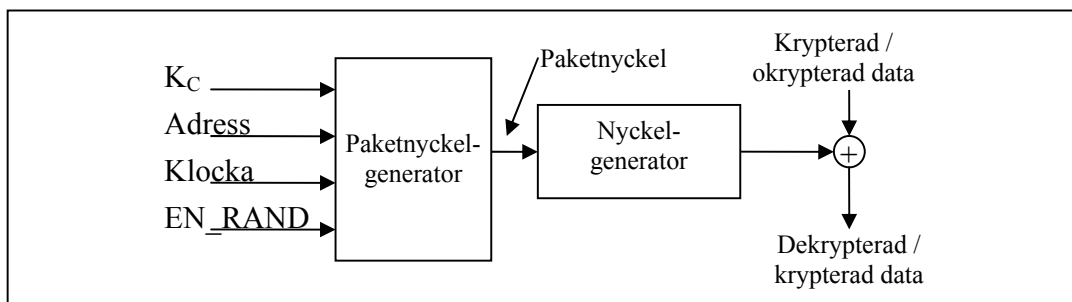 K_C
Adress
Klocka
EN_RAND
Paketnyckel-
generator
Paketnyckel
Nyckel-
generator
Krypterad /
okrypterad data
+
Dekrypterad /
krypterad data